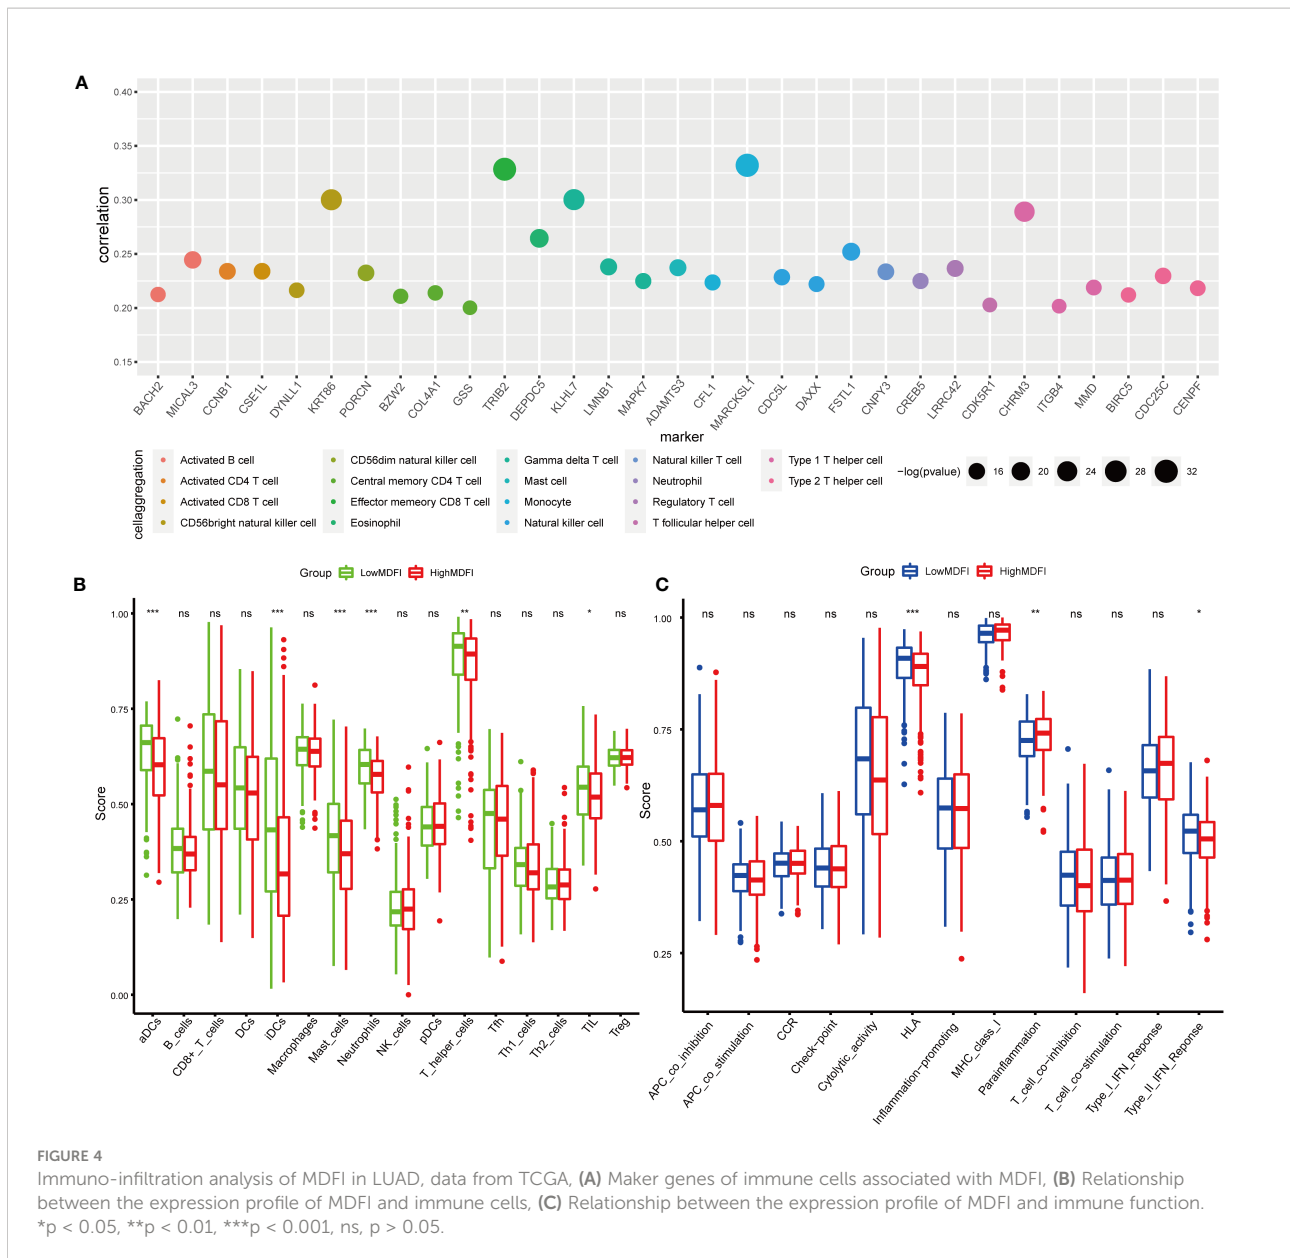 A
0.40
0.35
0.30
0.25
0.20
0.15
correlation
BACH2 MICAL3 CCNB1 CSE1L DYNLL1 KRT86 PORCN BZW2 COL4A1 GSS TRIB2 DEPDC5 KLHL7 LMNB1 MAPK7 ADAMTS3 CFL1 MARCKSL1 CDC5L DAXX FSTL1 CNPY3 CREB5 LRRC42 CDK5R1 CHRM3 ITGB4 MMD BIRC5 CDC25C CENPF
marker
cellaggregation
Activated B cell CD56dim natural killer cell Gamma delta T cell Natural killer T cell Type 1 T helper cell
Activated CD4 T cell Central memory CD4 T cell Mast cell Neutrophil Type 2 T helper cell
Activated CD8 T cell Effector memeory CD8 T cell Monocyte Regulatory T cell
CD56bright natural killer cell Eosinophil Natural killer cell T follicular helper cell
−log(pvalue) 16 20 24 28 32
B
Group LowMDFI HighMDFI
*** ns ns ns *** ns *** *** ns ns ** ns ns ns * ns
1.00
0.75
0.50
0.25
0.00
Score
aDCs B_cells CD8+_T_cells DCs iDCs Macrophages Mast_cells Neutrophils NK_cells pDCs T_helper_cells Tfh Th1_cells Th2_cells TIL Treg
C
Group LowMDFI HighMDFI
ns ns ns ns ns *** ns ns ** ns ns ns *
1.00
0.75
0.50
0.25
Score
APC_co_inhibition APC_co_stimulation CCR Check−point Cytolytic_activity HLA Inflammation−promoting MHC_class_I Parainflammation T_cell_co−inhibition T_cell_co−stimulation Type_I_IFN_Reponse Type_II_IFN_Reponse
FIGURE 4
Immuno-infiltration analysis of MDFI in LUAD, data from TCGA, (A) Maker genes of immune cells associated with MDFI, (B) Relationship
between the expression profile of MDFI and immune cells, (C) Relationship between the expression profile of MDFI and immune function.
*p < 0.05, **p < 0.01, ***p < 0.001, ns, p > 0.05.